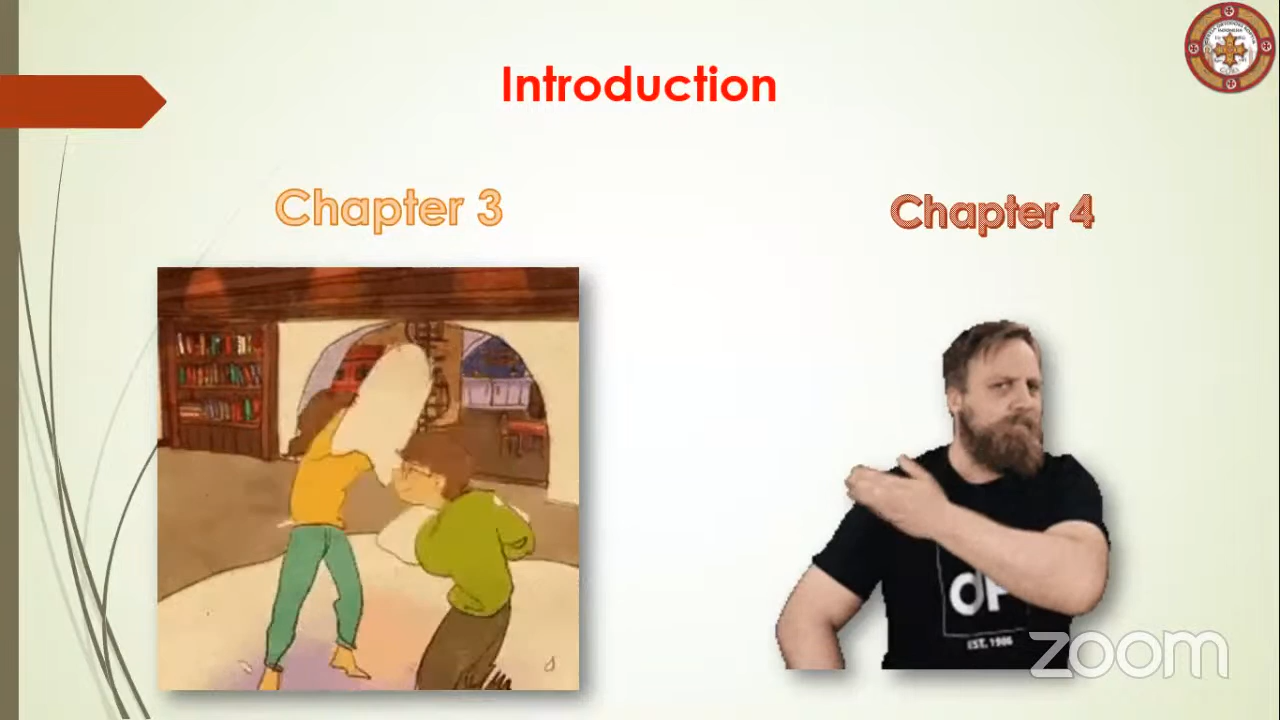 Introduction
Chapter 3
Chapter 4
EST. 1986
zoom